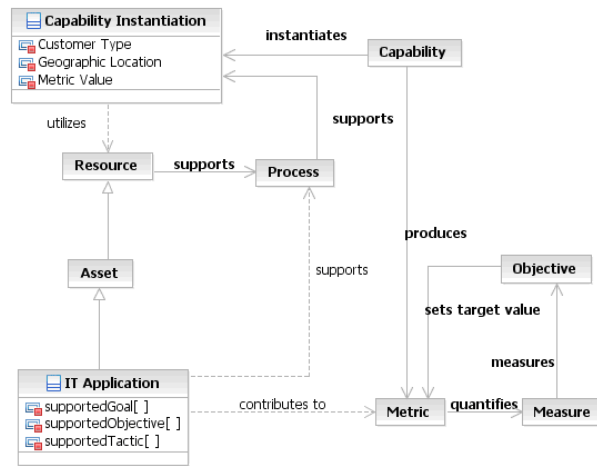 Capability Instantiation
Customer Type
Geographic Location
Metric Value
instantiates
Capability
utilizes
supports
Resource
supports
Process
produces
supports
Asset
Objective
sets target value
measures
IT Application
supportedGoal[ ]
supportedObjective[ ]
supportedTactic[ ]
contributes to
Metric
quantifies
Measure